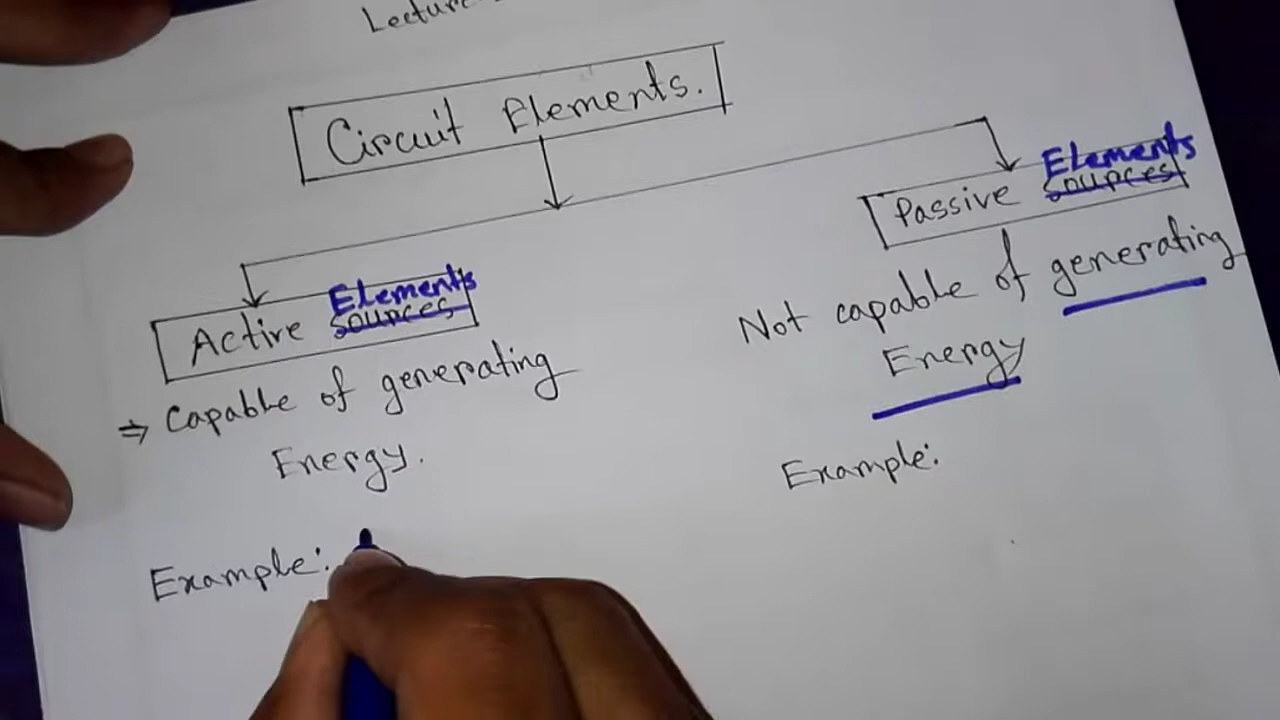 Lecture
Circuit Elements.
Elements
Passive sources
Elements
Active sources
Not capable of generating
Energy
⇒ Capable of generating
Energy.
Example:
Example: